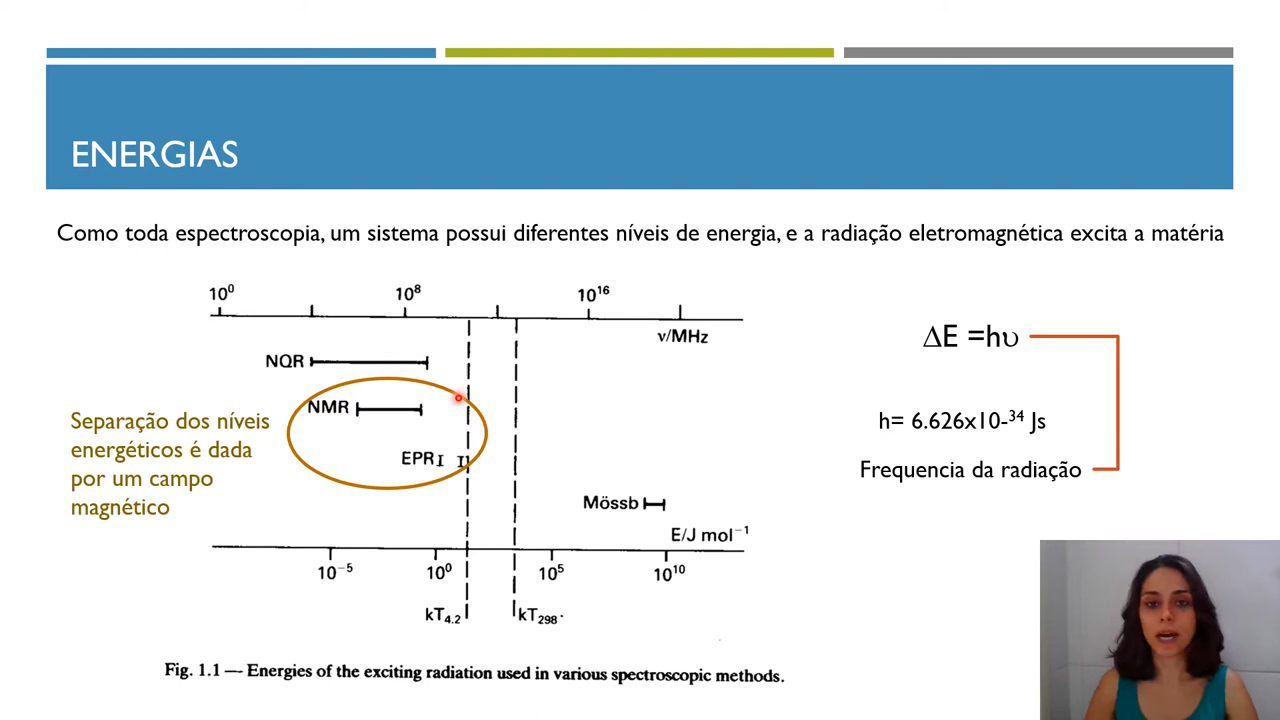 ENERGIAS
Como toda espectroscopia, um sistema possui diferentes níveis de energia, e a radiação eletromagnética excita a matéria
10⁰ 10⁸ 10¹⁶
ν/MHz
NQR
NMR
EPR
Mössb
E/J mol⁻¹
10⁻⁵ 10⁰ 10⁵ 10¹⁰
kT₄.₂ kT₂₉₈.
Fig. 1.1 — Energies of the exciting radiation used in various spectroscopic methods.
Separação dos níveis
energéticos é dada
por um campo
magnético
ΔE =hυ
h= 6.626x10-³⁴ Js
Frequencia da radiação